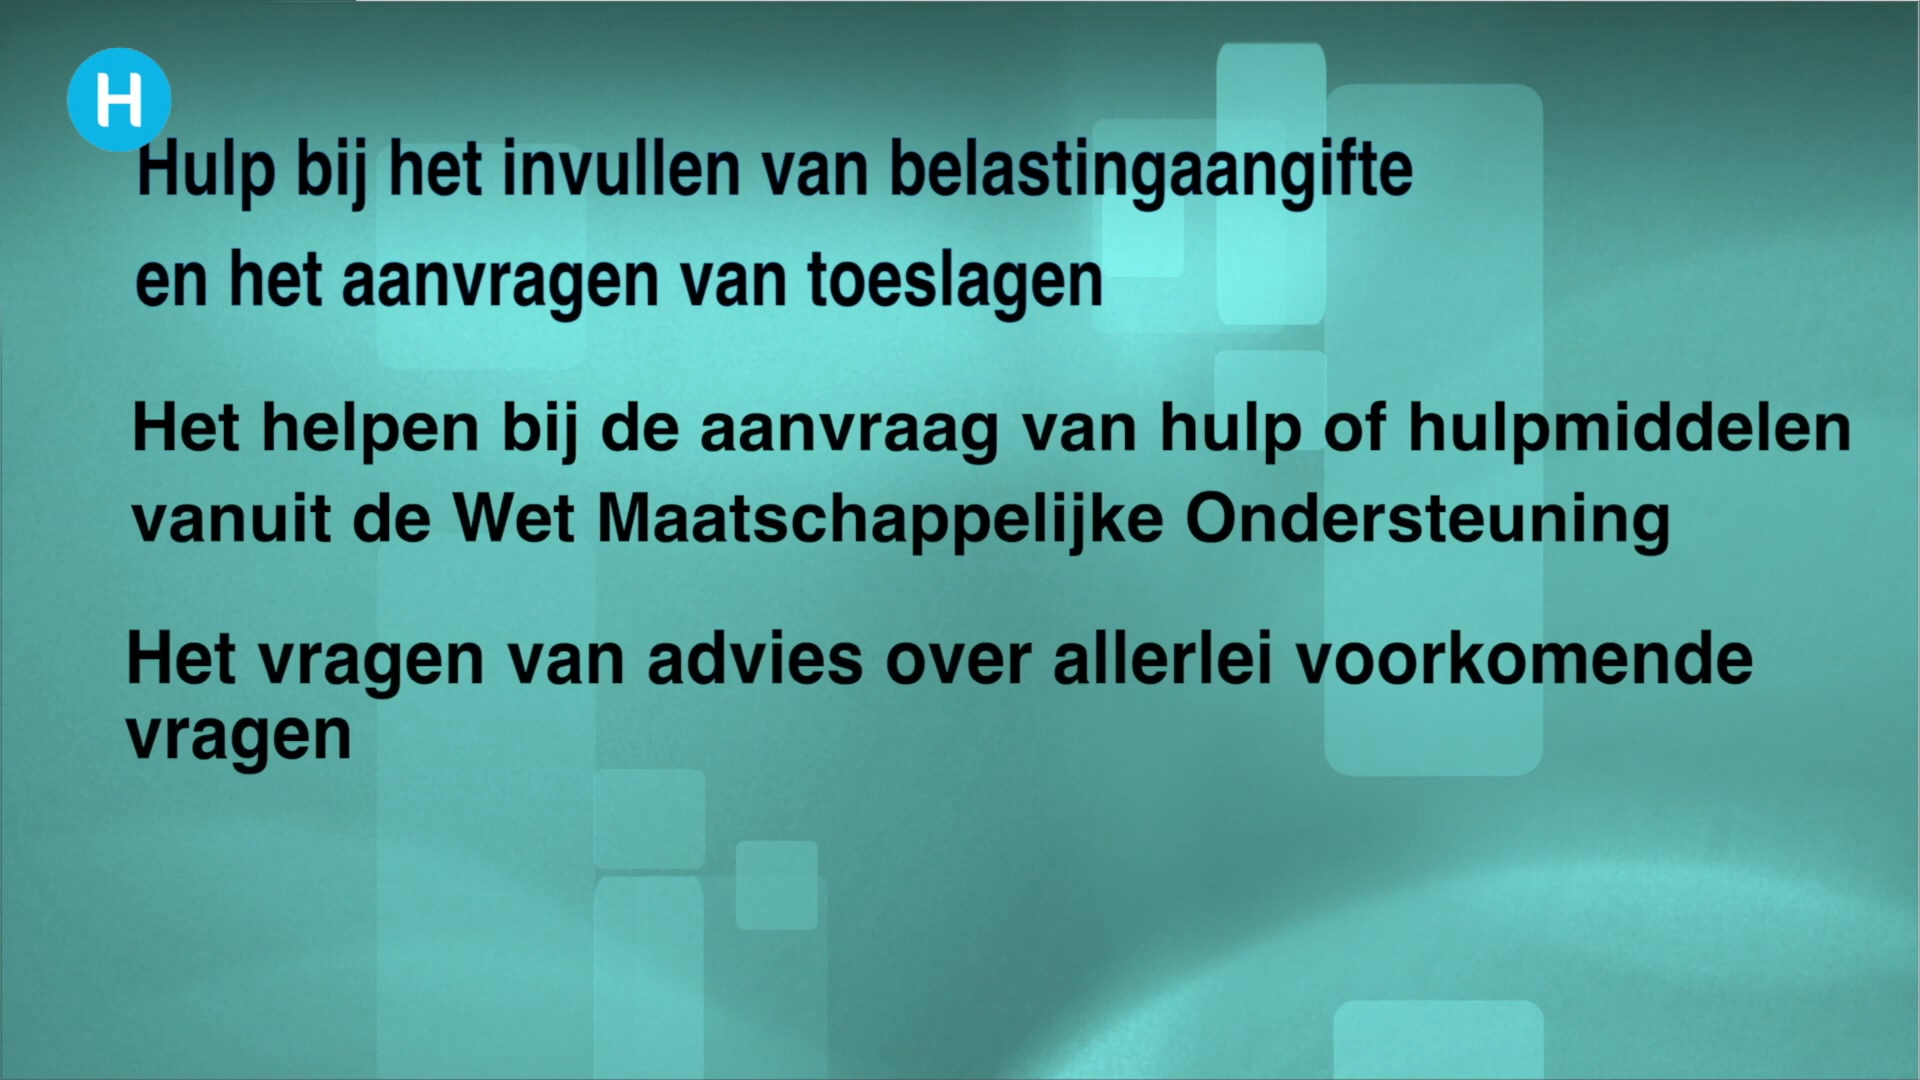 H
Hulp bij het invullen van belastingaangifte
en het aanvragen van toeslagen
Het helpen bij de aanvraag van hulp of hulpmiddelen
vanuit de Wet Maatschappelijke Ondersteuning
Het vragen van advies over allerlei voorkomende
vragen